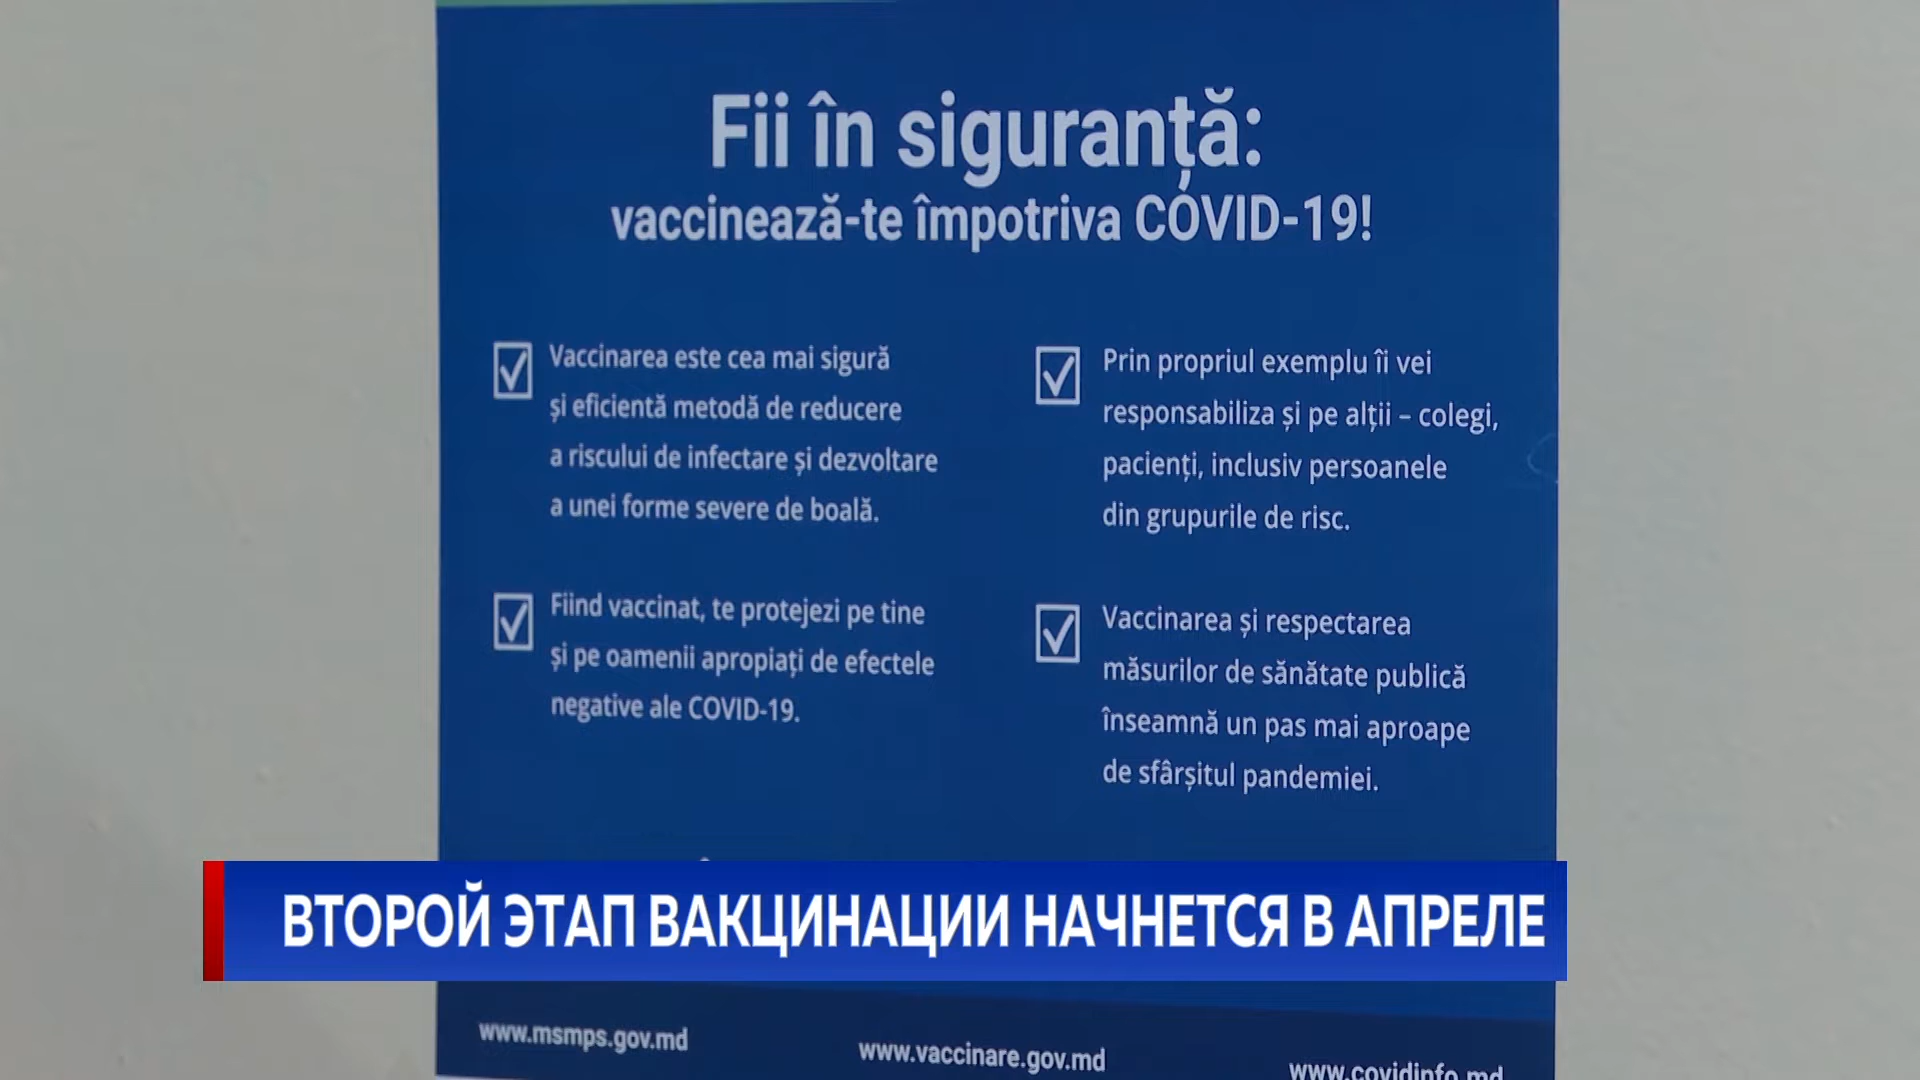 Fii în siguranță:
vaccinează-te împotriva COVID-19!
Vaccinarea este cea mai sigură
și eficientă metodă de reducere
a riscului de infectare și dezvoltare
a unei forme severe de boală.
Fiind vaccinat, te protejezi pe tine
și pe oamenii apropiați de efectele
negative ale COVID-19.
Prin propriul exemplu îi vei
responsabiliza și pe alții – colegi,
pacienți, inclusiv persoanele
din grupurile de risc.
Vaccinarea și respectarea
măsurilor de sănătate publică
înseamnă un pas mai aproape
de sfârșitul pandemiei.
ВТОРОЙ ЭТАП ВАКЦИНАЦИИ НАЧНЕТСЯ В АПРЕЛЕ
www.msmps.gov.md
www.vaccinare.gov.md
www.covidinfo.md